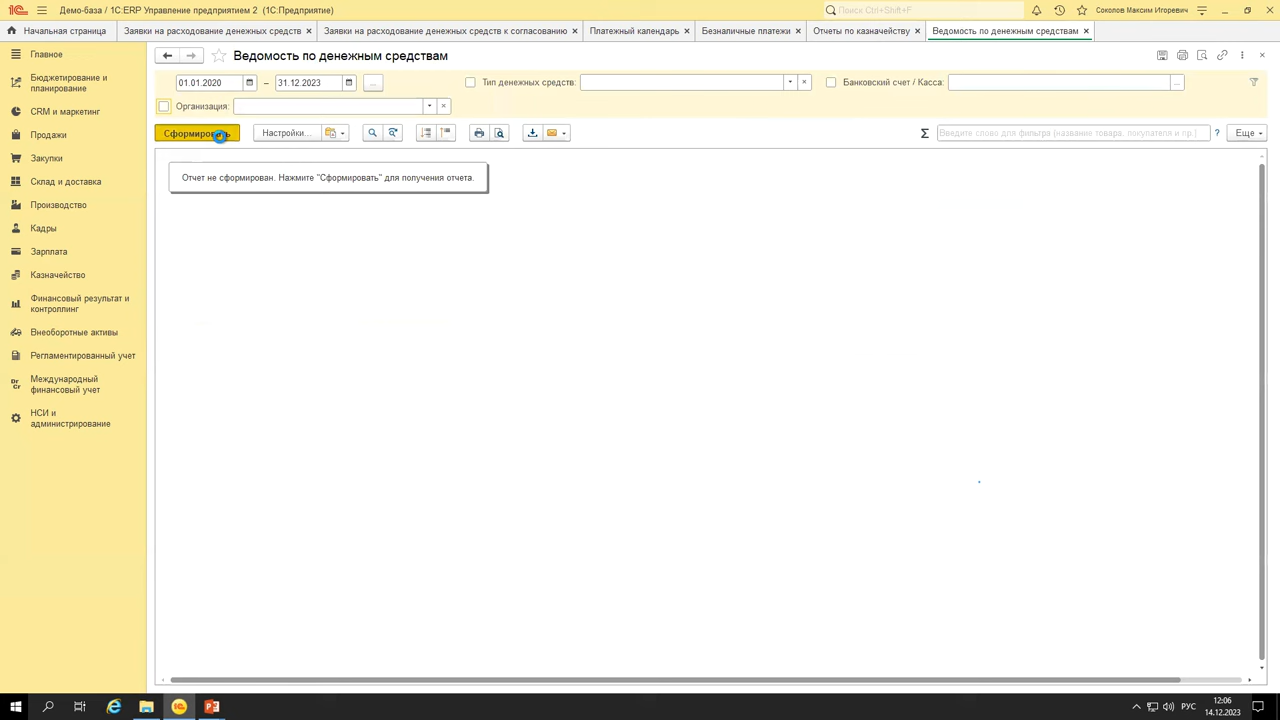 Демо-база / 1С:ERP Управление предприятием 2 (1С:Предприятие)
Поиск Ctrl+Shift+F
Соколов Максим Игоревич
Начальная страница
Заявки на расходование денежных средств
Заявки на расходование денежных средств к согласованию
Платежный календарь
Безналичные платежи
Отчеты по казначейству
Ведомость по денежным средствам
Главное
Бюджетирование и
планирование
CRM и маркетинг
Продажи
Закупки
Склад и доставка
Производство
Кадры
Зарплата
Казначейство
Финансовый результат и
контроллинг
Внеоборотные активы
Регламентированный учет
Международный
финансовый учет
НСИ и
администрирование
Ведомость по денежным средствам
01.01.2020 – 31.12.2023 ...
Тип денежных средств:
Банковский счет / Касса:
Организация:
Сформировать
Настройки...
Введите слово для фильтра (название товара, покупателя и пр.)
?
Еще
Отчет не сформирован. Нажмите "Сформировать" для получения отчета.
РУС
12:06
14.12.2023